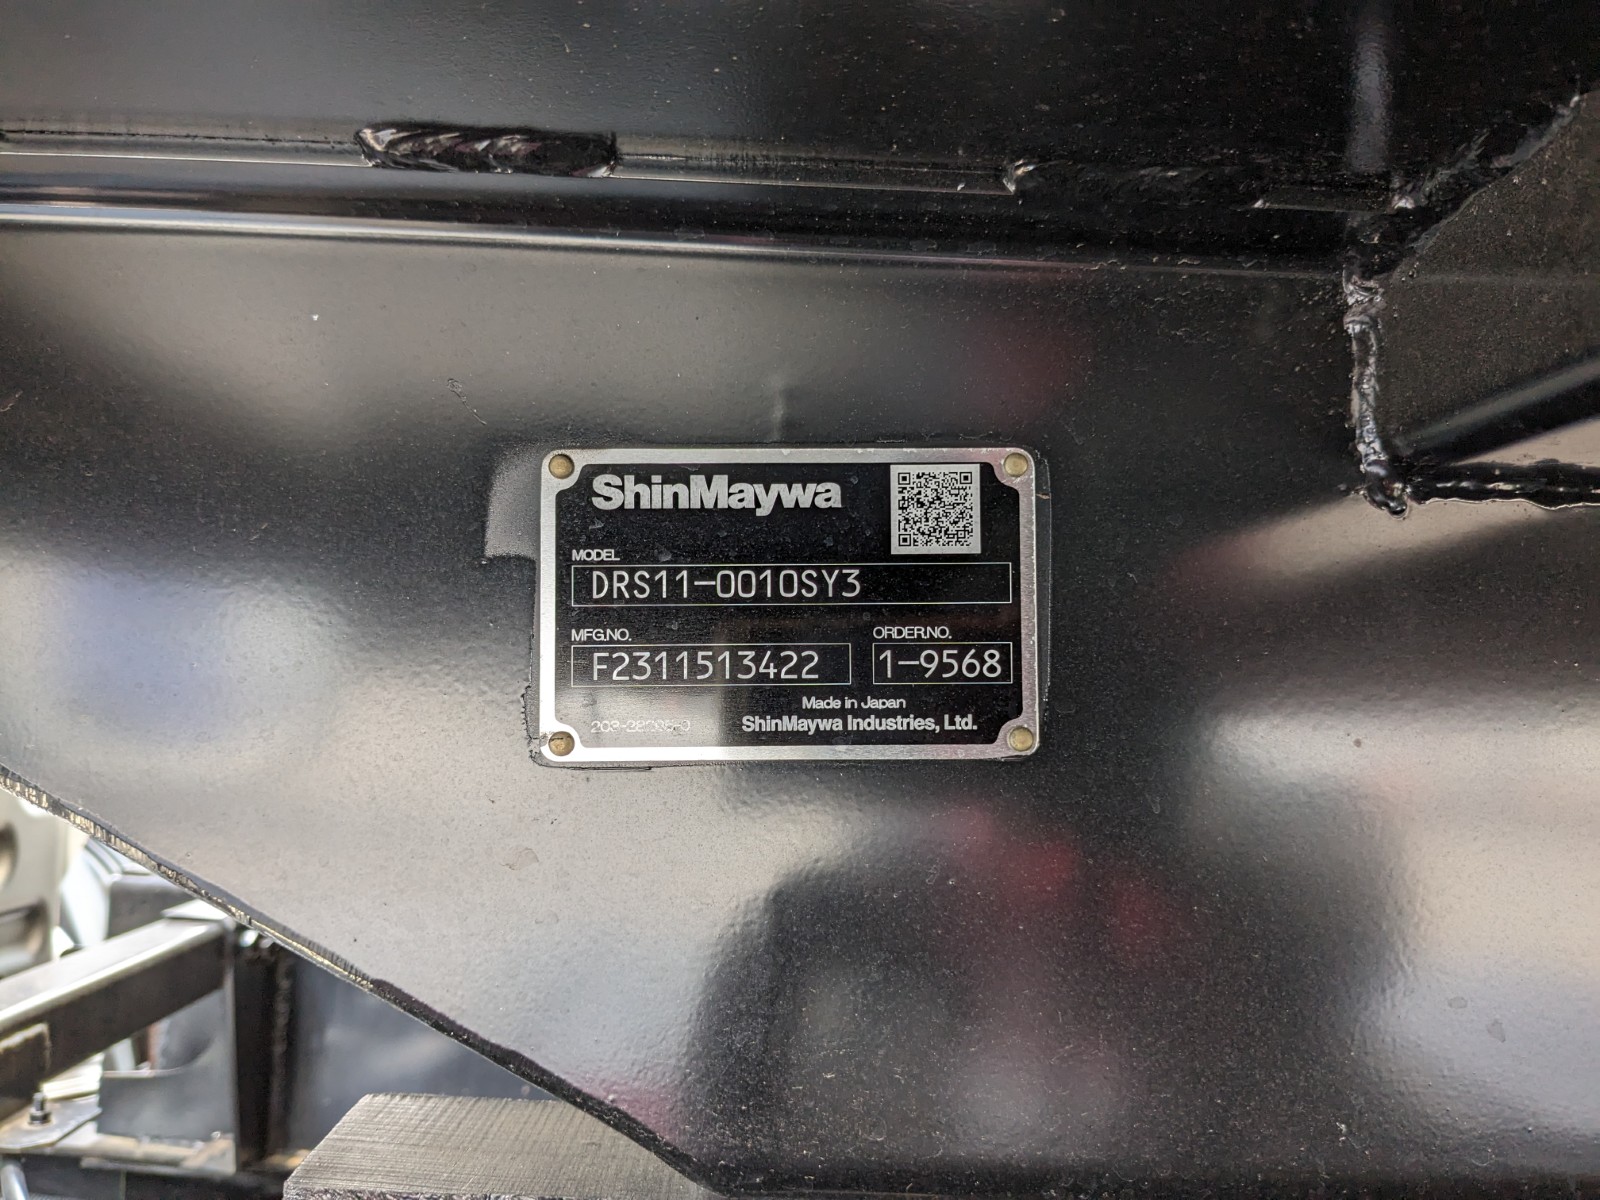 ShinMaywa
MODEL
DRS11-0010SY3
MFG.NO.
ORDER.NO.
F2311513422
1-9568
Made in Japan
ShinMaywa Industries, Ltd.